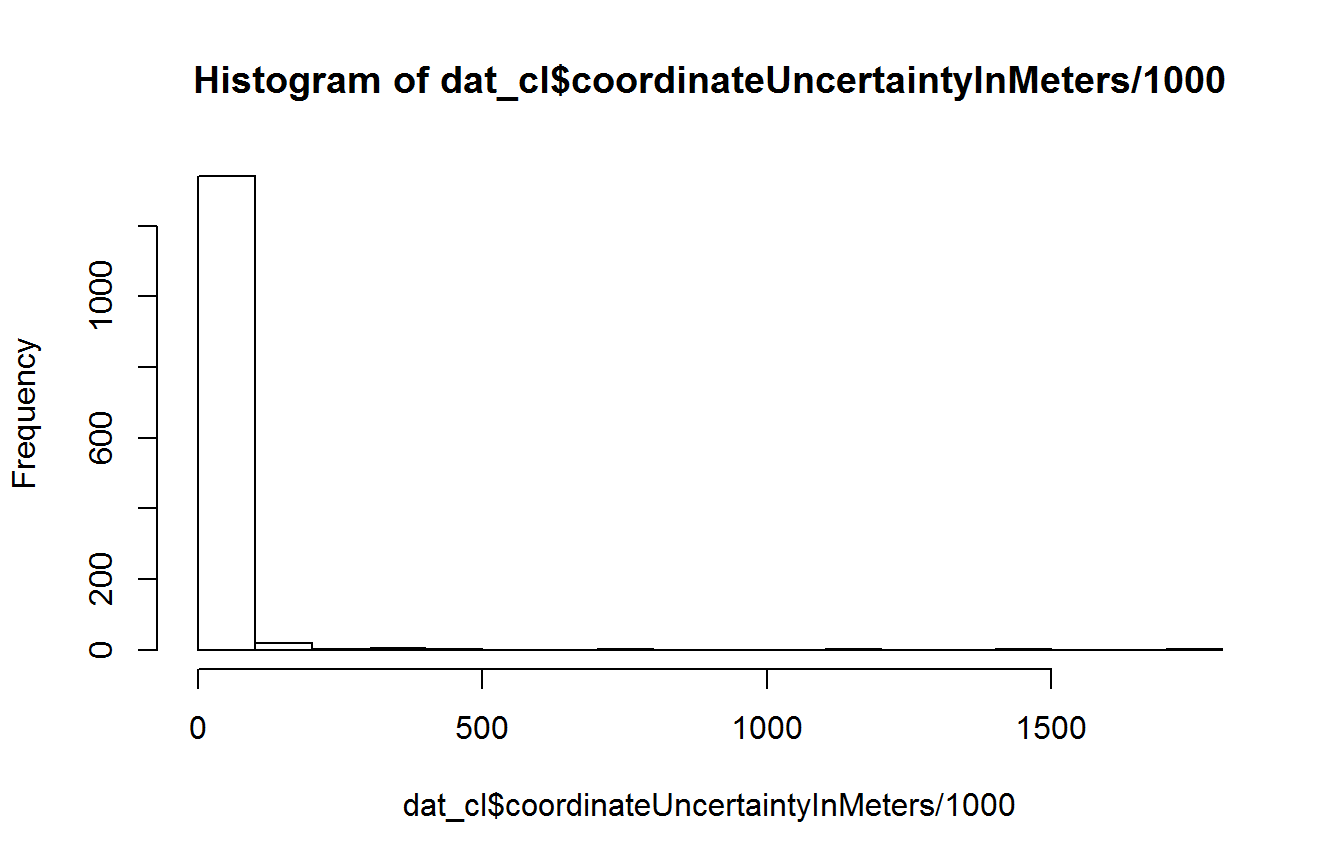 Histogram of dat_cl$coordinateUncertaintyInMeters/1000
Frequency
1000
600
200
0
0 500 1000 1500
dat_cl$coordinateUncertaintyInMeters/1000